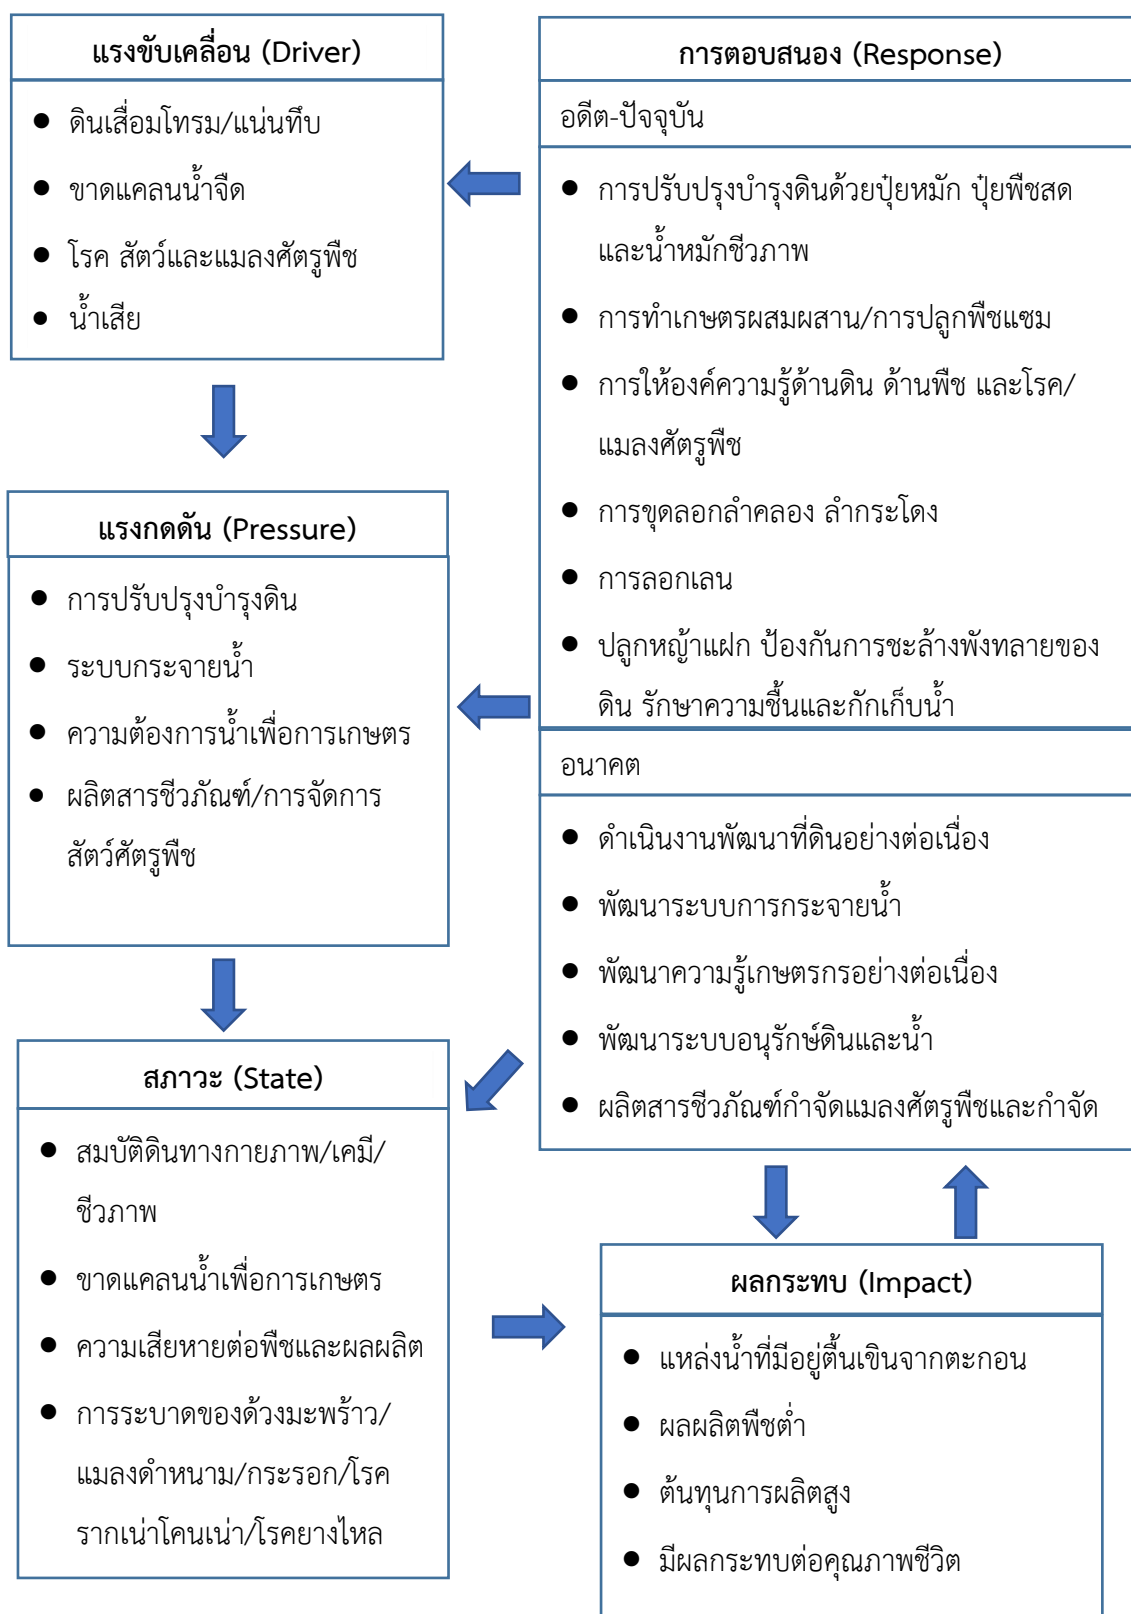 แรงขับเคลื่อน (Driver)
ดินเสื่อมโทรม/แน่นทึบ
ขาดแคลนน้ำจืด
โรค สัตว์และแมลงศัตรูพืช
น้ำเสีย
แรงกดดัน (Pressure)
การปรับปรุงบำรุงดิน
ระบบกระจายน้ำ
ความต้องการน้ำเพื่อการเกษตร
ผลิตสารชีวภัณฑ์/การจัดการ
สัตว์ศัตรูพืช
สภาวะ (State)
สมบัติดินทางกายภาพ/เคมี/
ชีวภาพ
ขาดแคลนน้ำเพื่อการเกษตร
ความเสียหายต่อพืชและผลผลิต
การระบาดของด้วงมะพร้าว/
แมลงดำหนาม/กระรอก/โรค
รากเน่าโคนเน่า/โรคยางไหล
การตอบสนอง (Response)
อดีต-ปัจจุบัน
การปรับปรุงบำรุงดินด้วยปุ๋ยหมัก ปุ๋ยพืชสด
และน้ำหมักชีวภาพ
การทำเกษตรผสมผสาน/การปลูกพืชแซม
การให้องค์ความรู้ด้านดิน ด้านพืช และโรค/
แมลงศัตรูพืช
การขุดลอกลำคลอง ลำกระโดง
การลอกเลน
ปลูกหญ้าแฝก ป้องกันการชะล้างพังทลายของ
ดิน รักษาความชื้นและกักเก็บน้ำ
อนาคต
ดำเนินงานพัฒนาที่ดินอย่างต่อเนื่อง
พัฒนาระบบการกระจายน้ำ
พัฒนาความรู้เกษตรกรอย่างต่อเนื่อง
พัฒนาระบบอนุรักษ์ดินและน้ำ
ผลิตสารชีวภัณฑ์กำจัดแมลงศัตรูพืชและกำจัด
ผลกระทบ (Impact)
แหล่งน้ำที่มีอยู่ตื้นเขินจากตะกอน
ผลผลิตพืชต่ำ
ต้นทุนการผลิตสูง
มีผลกระทบต่อคุณภาพชีวิต